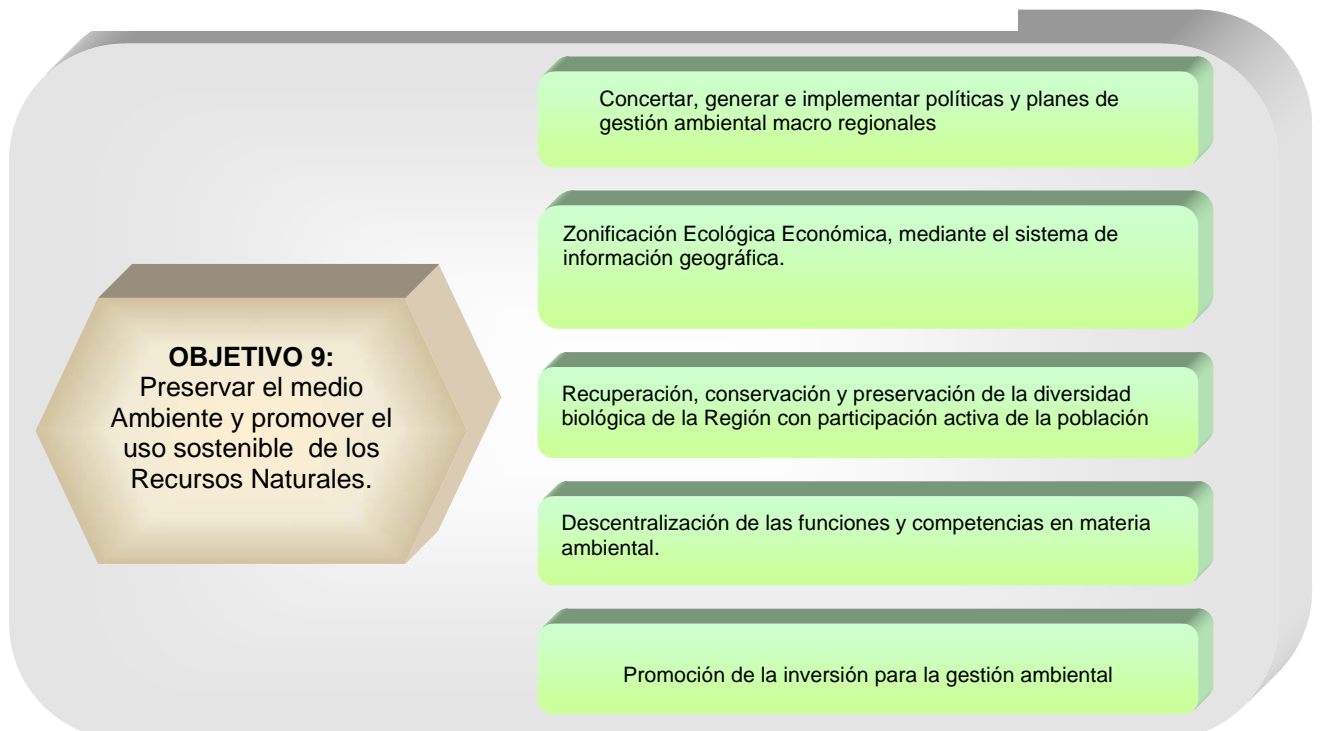 OBJETIVO 9:
Preservar el medio
Ambiente y promover el
uso sostenible  de los
Recursos Naturales.
Concertar, generar e implementar políticas y planes de
gestión ambiental macro regionales
Zonificación Ecológica Económica, mediante el sistema de
información geográfica.
Recuperación, conservación y preservación de la diversidad
biológica de la Región con participación activa de la población
Descentralización de las funciones y competencias en materia
ambiental.
Promoción de la inversión para la gestión ambiental